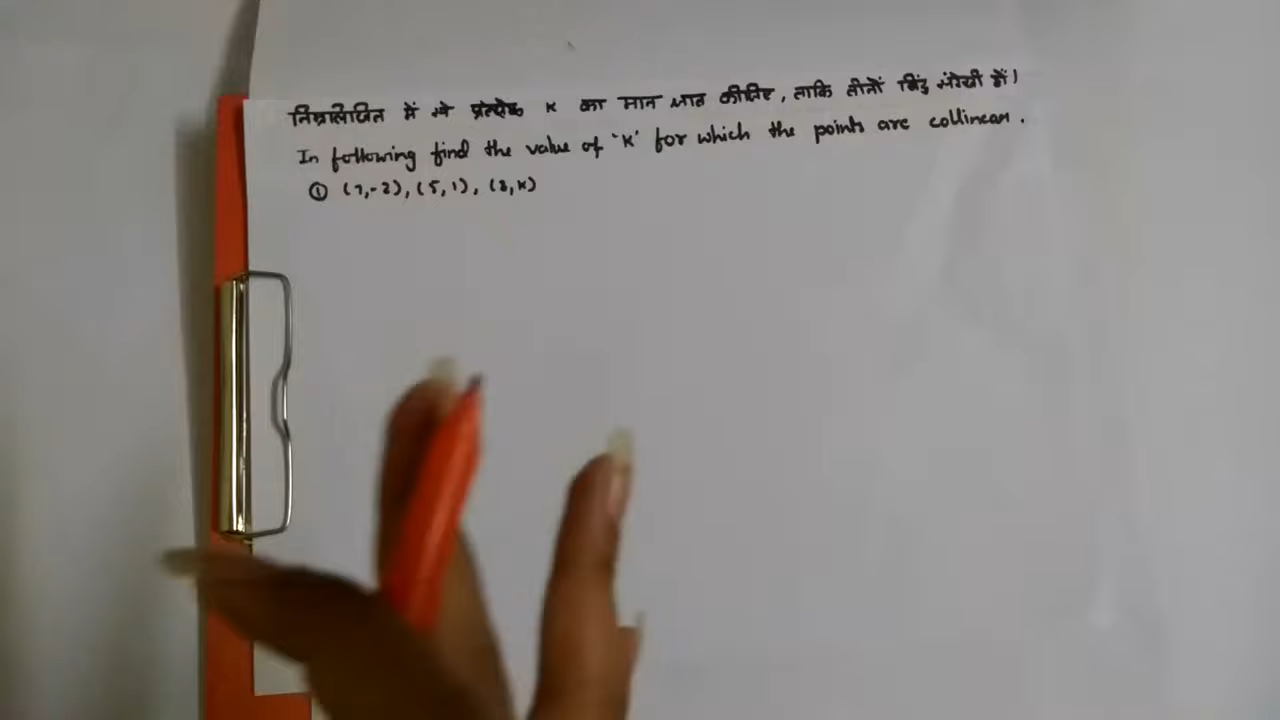 निम्नलिखित में से प्रत्येक K का मान ज्ञात कीजिए, ताकि तीनों बिंदु संरेखी हों।
In following find the value of 'K' for which the points are collinear.
① (7,-2), (5,1), (3,K)